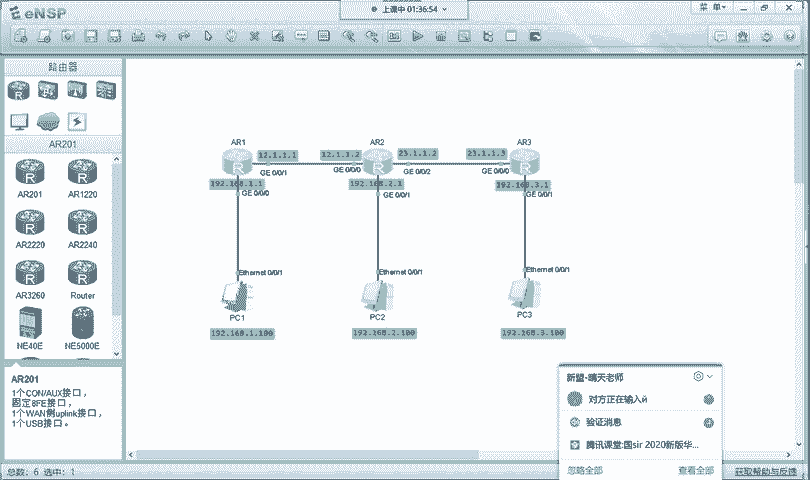 eNSP
上课中 01:36:54
菜 单
路由器
AR201
AR201
AR1220
AR2220
AR2240
AR3260
Router
NE40E
NE5000E
AR201
1个CON/AUX接口，
固定8FE接口，
1个WAN侧uplink接口，
1个USB接口。
总数：6 选中：1
AR1
AR2
AR3
12.1.1.1
12.1.1.2
23.1.1.2
23.1.1.3
GE 0/0/1
GE 0/0/0
GE 0/0/2
GE 0/0/0
192.168.1.1
192.168.2.1
192.168.3.1
GE 0/0/0
GE 0/0/1
GE 0/0/1
Ethernet 0/0/1
Ethernet 0/0/1
Ethernet 0/0/1
PC1
PC2
PC3
192.168.1.100
192.168.2.100
192.168.3.100
新盟-晴天老师
对方正在输入
验证消息
腾讯课堂:国sir 2020新版华...
忽略全部
查看全部
获取帮助与反馈